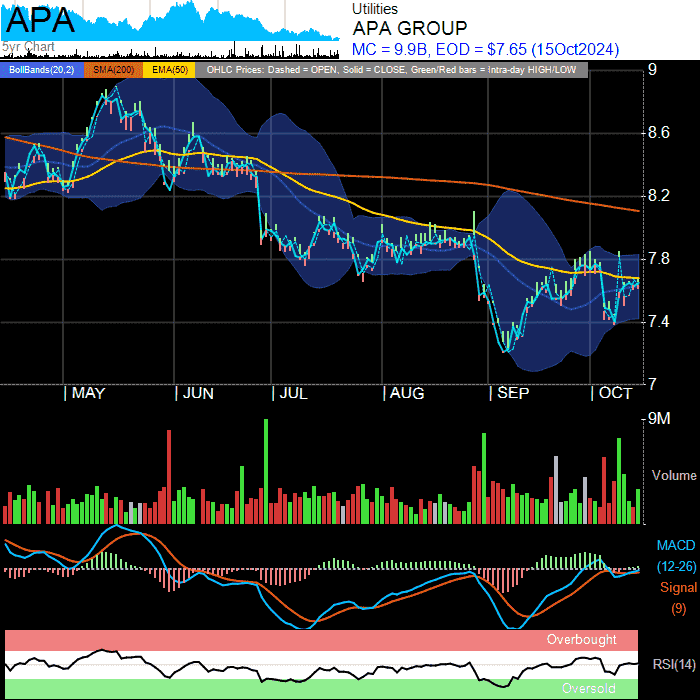 APA
5yr Chart
Utilities
APA GROUP
MC = 9.9B, EOD = $7.65 (15Oct2024)
BollBands(20,2) SMA(200) EMA(50) OHLC Prices: Dashed = OPEN, Solid = CLOSE, Green/Red bars = Intra-day HIGH/LOW
9
8.6
8.2
7.8
7.4
7
MAY JUN JUL AUG SEP OCT
9M
Volume
MACD
(12-26)
Signal
(9)
Overbought
RSI(14)
Oversold